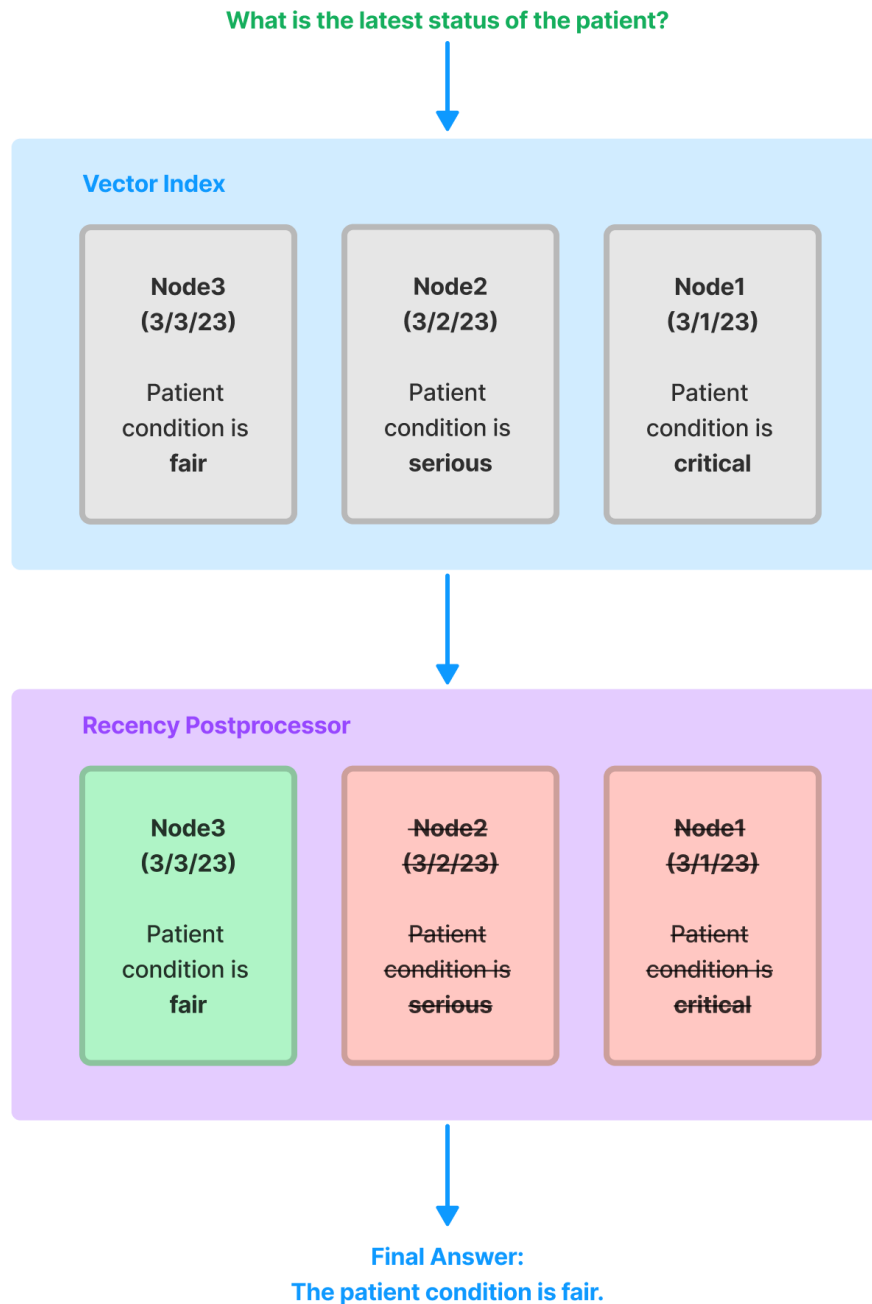 What is the latest status of the patient?
Vector Index
Node3
(3/3/23)
Patient
condition is
fair
Node2
(3/2/23)
Patient
condition is
serious
Node1
(3/1/23)
Patient
condition is
critical
Recency Postprocessor
Node3
(3/3/23)
Patient
condition is
fair
Node2
(3/2/23)
Patient
condition is
serious
Node1
(3/1/23)
Patient
condition is
critical
Final Answer:
The patient condition is fair.